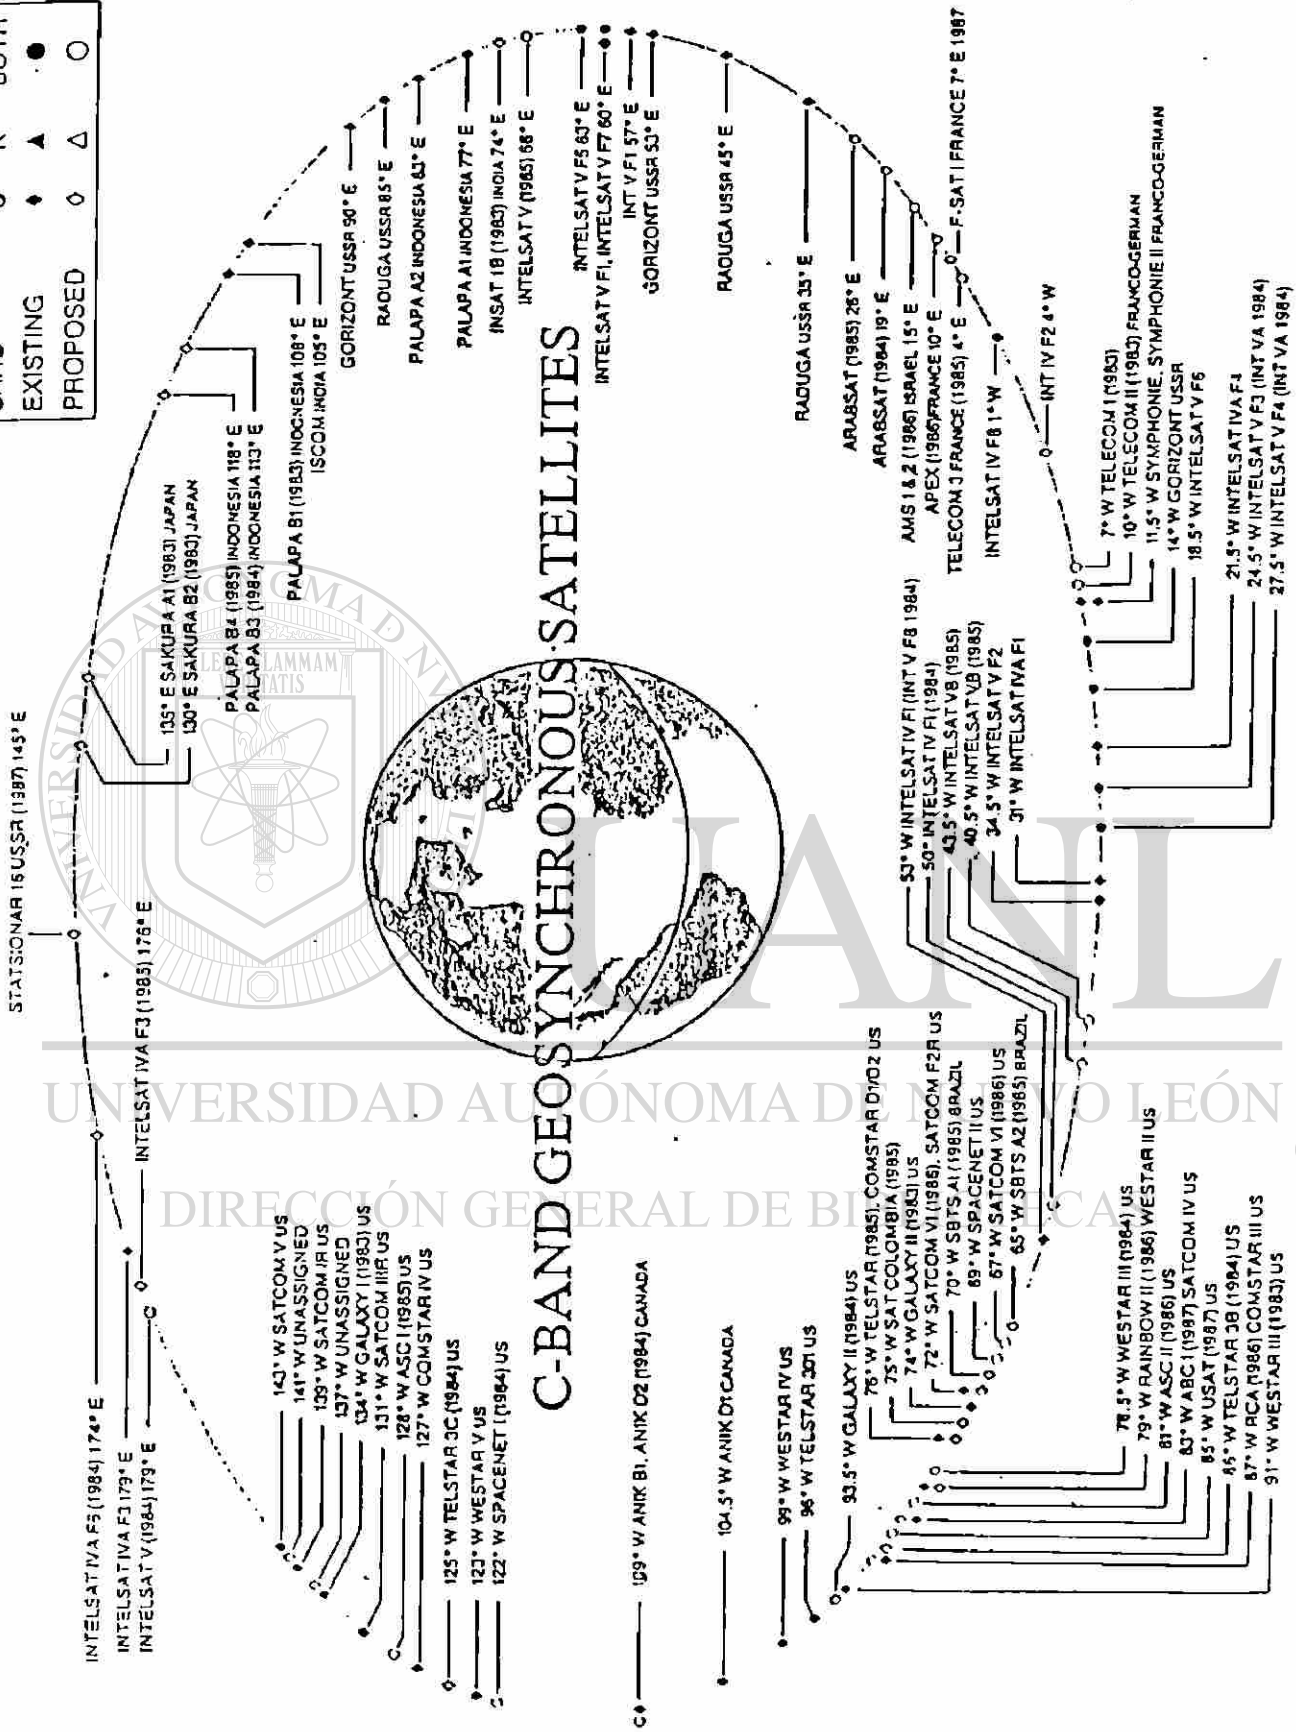 C-BAND GEOSYNCHRONOUS SATELLITES
BOTH
EXISTING
PROPOSED
STATSIONAR 16 USSR (1987) 145° E
INTELSAT IVA F6 (1984) 174° E
INTELSAT IVA F3 179° E
INTELSAT V (1984) 179° E
INTELSAT IVA F3 (1985) 176° E
135° E SAKURA A1 (1983) JAPAN
130° E SAKURA B2 (1983) JAPAN
PALAPA B4 (1985) INDONESIA 118° E
PALAPA B3 (1984) INDONESIA 113° E
PALAPA B1 (1983) INDONESIA 108° E
ISCOM INDIA 105° E
GORIZONT USSR 90° E
RADUGA USSR 85° E
PALAPA A2 INDONESIA 83° E
PALAPA A1 INDONESIA 77° E
INSAT 1B (1983) INDIA 74° E
INTELSAT V (1985) 66° E
INTELSAT V F5 63° E
INTELSAT V F1, INTELSAT V F7 60° E
INT V F1 57° E
GORIZONT USSR 53° E
RADUGA USSR 45° E
RADUGA USSR 35° E
ARABSAT (1985) 26° E
ARABSAT (1984) 19° E
AMS 1 & 2 (1986) ISRAEL 15° E
APEX (1986) FRANCE 10° E
F-SAT I FRANCE 7° E 1987
TELECOM 3 FRANCE (1985) 4° E
INTELSAT IV F8 1° W
INT IV F2 4° W
7° W TELECOM I (1983)
10° W TELECOM II (1983) FRANCO-GERMAN
11.5° W SYMPHONIE, SYMPHONIE II FRANCO-GERMAN
14° W GORIZONT USSR
18.5° W INTELSAT V F6
21.5° W INTELSAT IVA F4
24.5° W INTELSAT V F3 (INT VA 1984)
27.5° W INTELSAT V F4 (INT VA 1984)
53° W INTELSAT IV F1 (INT V F8 1984)
50° INTELSAT IV F1 (1984)
43.5° W INTELSAT VB (1985)
40.5° W INTELSAT VB (1985)
34.5° W INTELSAT V F2
31° W INTELSAT IVA F1
143° W SATCOM V US
141° W UNASSIGNED
139° W SATCOM IR US
137° W UNASSIGNED
134° W GALAXY I (1983) US
131° W SATCOM IIIR US
128° W ASC I (1985) US
127° W COMSTAR IV US
125° W TELSTAR 3C (1984) US
123° W WESTAR V US
122° W SPACENET I (1984) US
109° W ANIK B1, ANIK D2 (1984) CANADA
104.5° W ANIK D1 CANADA
99° W WESTAR IV US
96° W TELSTAR 301 US
93.5° W GALAXY II (1984) US
76° W TELSTAR (1985), COMSTAR D1/D2 US
75° W SAT COLOMBIA (1985)
74° W GALAXY II (1983) US
72° W SATCOM VI (1986), SATCOM F2R US
70° W SBTS A1 (1985) BRAZIL
69° W SPACENET II US
67° W SATCOM VI (1986) US
65° W SBTS A2 (1985) BRAZIL
78.5° W WESTAR III (1984) US
79° W RAINBOW II (1986) WESTAR II US
81° W ASC II (1986) US
83° W ABC I (1987) SATCOM IV US
85° W USAT (1987) US
86° W TELSTAR 3B (1984) US
87° W RCA (1986) COMSTAR III US
91° W WESTAR III (1983) US
UNIVERSIDAD AUTÓNOMA DE NUEVO LEÓN
ALERE FLAMMAM
VERITATIS
UANL
UNIVERSIDAD AUTÓNOMA DE NUEVO LEÓN
DIRECCIÓN GENERAL DE BIBLIOTECAS